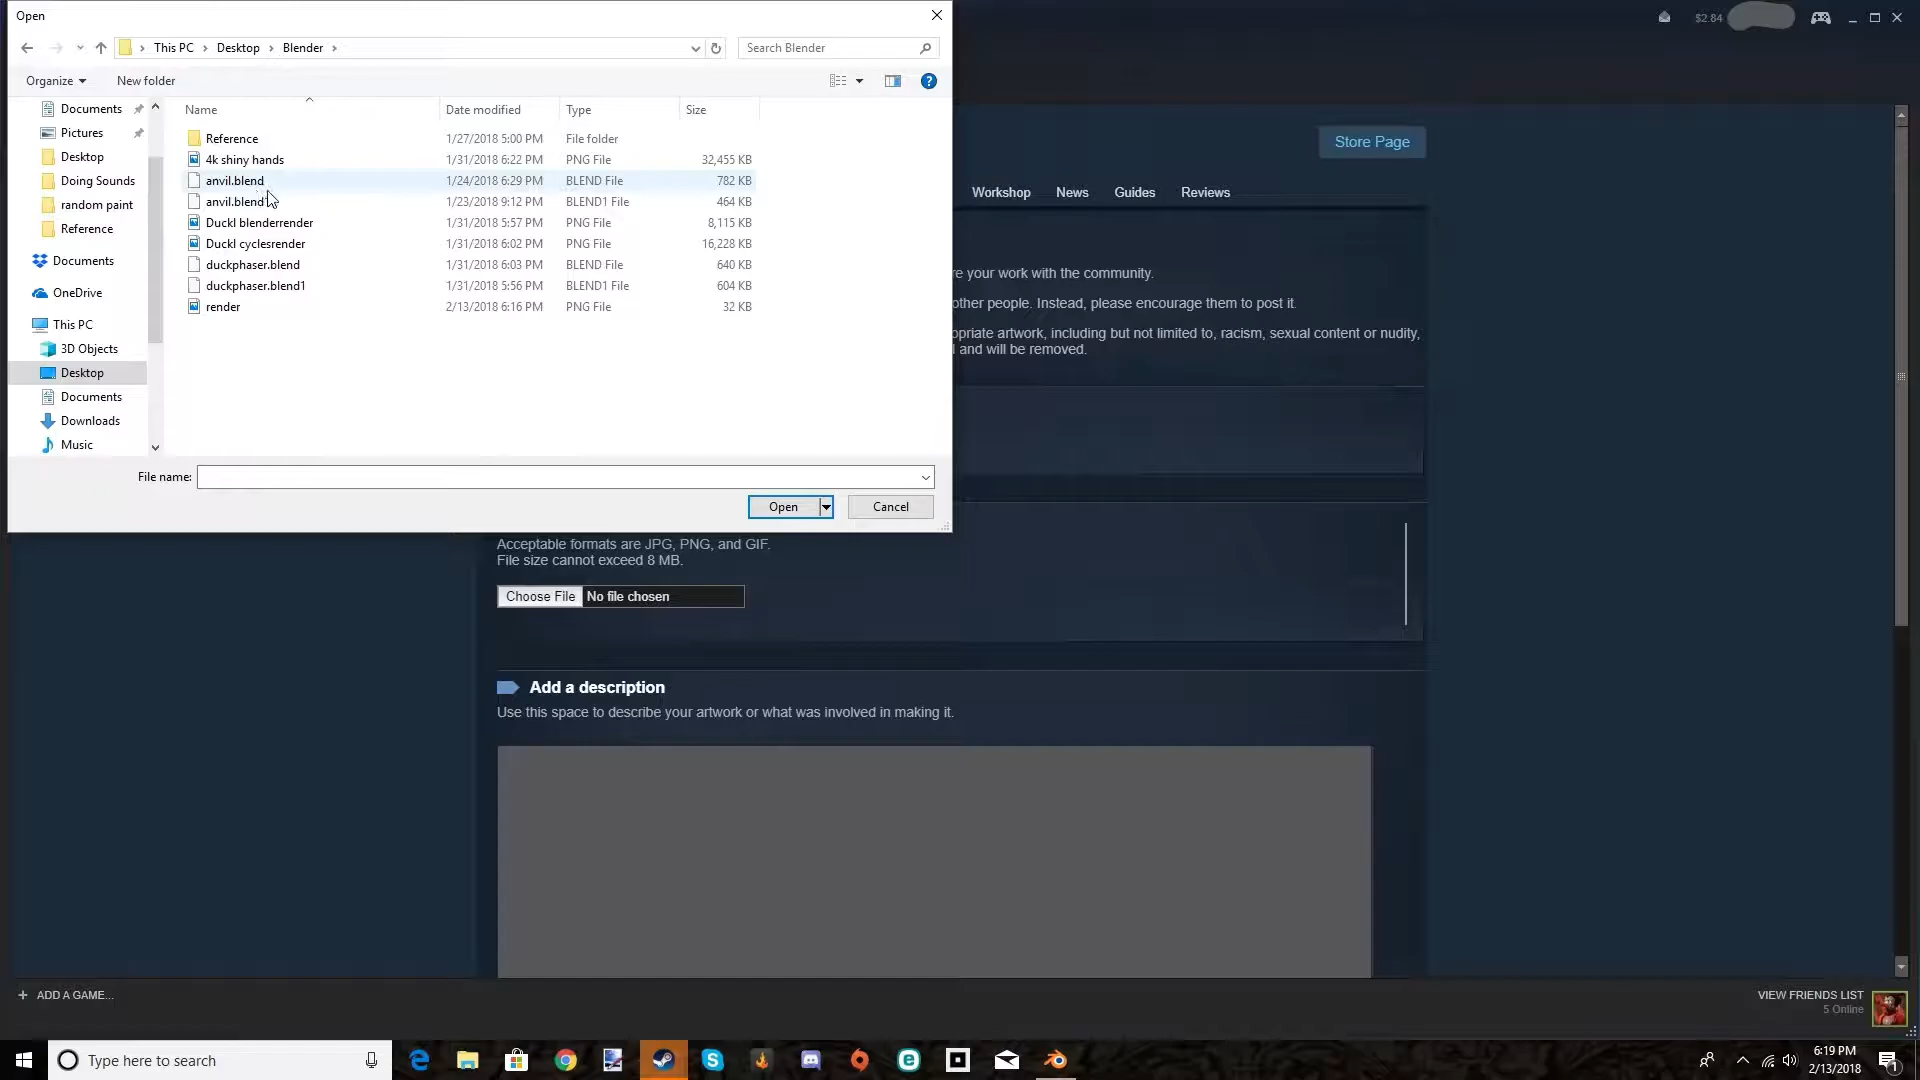 Open
This PC > Desktop > Blender >
Search Blender
Organize
New folder
Name Date modified Type Size
Documents
Pictures
Desktop
Doing Sounds
random paint
Reference
Documents
OneDrive
This PC
3D Objects
Desktop
Documents
Downloads
Music
Reference 1/27/2018 5:00 PM File folder
4k shiny hands 1/31/2018 6:22 PM PNG File 32,455 KB
anvil.blend 1/24/2018 6:29 PM BLEND File 782 KB
anvil.blend 1/23/2018 9:12 PM BLEND1 File 464 KB
Duckl blenderrender 1/31/2018 5:57 PM PNG File 8,115 KB
Duckl cyclesrender 1/31/2018 6:02 PM PNG File 16,228 KB
duckphaser.blend 1/31/2018 6:03 PM BLEND File 640 KB
duckphaser.blend1 1/31/2018 5:56 PM BLEND1 File 604 KB
render 2/13/2018 6:16 PM PNG File 32 KB
File name:
Open
Cancel
$2.84
Store Page
Workshop News Guides Reviews
re your work with the community.
other people. Instead, please encourage them to post it.
opriate artwork, including but not limited to, racism, sexual content or nudity,
and will be removed.
Acceptable formats are JPG, PNG, and GIF.
File size cannot exceed 8 MB.
Choose File No file chosen
Add a description
Use this space to describe your artwork or what was involved in making it.
+ ADD A GAME...
VIEW FRIENDS LIST
5 Online
Type here to search
6:19 PM
2/13/2018
1